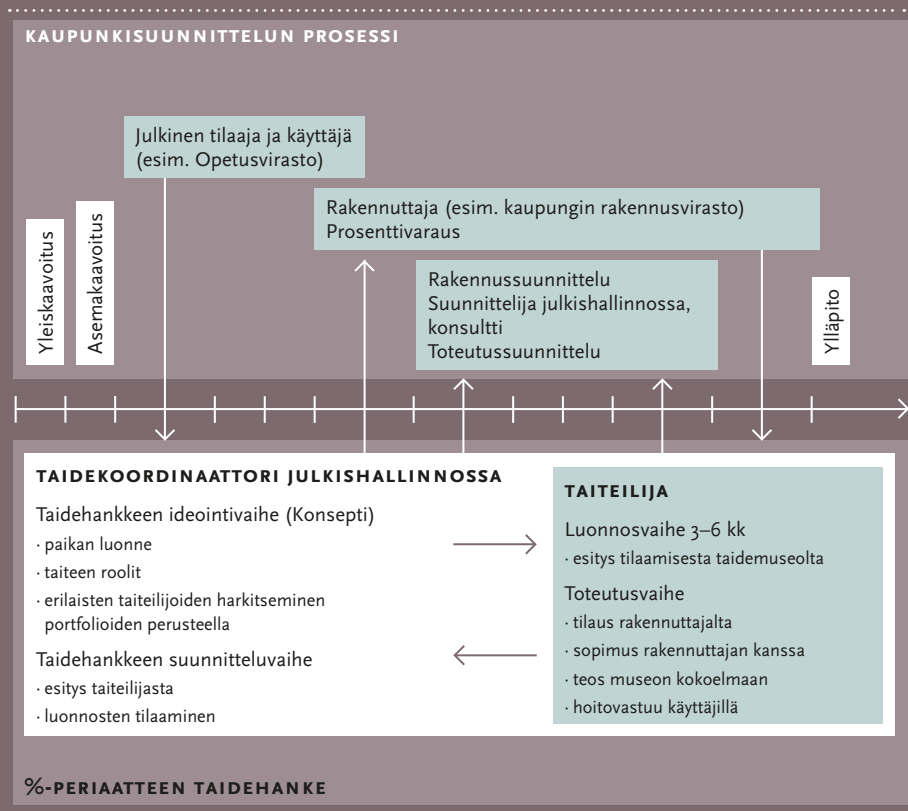 KAUPUNKISUUNNITTELUN PROSESSI
Julkinen tilaaja ja käyttäjä
(esim. Opetusvirasto)
Rakennuttaja (esim. kaupungin rakennusvirasto)
Prosenttivaraus
Yleiskaavoitus
Asemakaavoitus
Rakennussuunnittelu
Suunnittelija julkishallinnossa,
konsultti
Toteutussuunnittelu
Ylläpito
TAIDEKOORDINAATTORI JULKISHALLINNOSSA
Taidehankkeen ideointivaihe (Konsepti)
· paikan luonne
· taiteen roolit
· erilaisten taiteilijoiden harkitseminen
portfolioiden perusteella
Taidehankkeen suunnitteluvaihe
· esitys taiteilijasta
· luonnosten tilaaminen
TAITEILIJA
Luonnosvaihe 3–6 kk
· esitys tilaamisesta taidemuseolta
Toteutusvaihe
· tilaus rakennuttajalta
· sopimus rakennuttajan kanssa
· teos museon kokoelmaan
· hoitovastuu käyttäjillä
%-PERIAATTEEN TAIDEHANKE